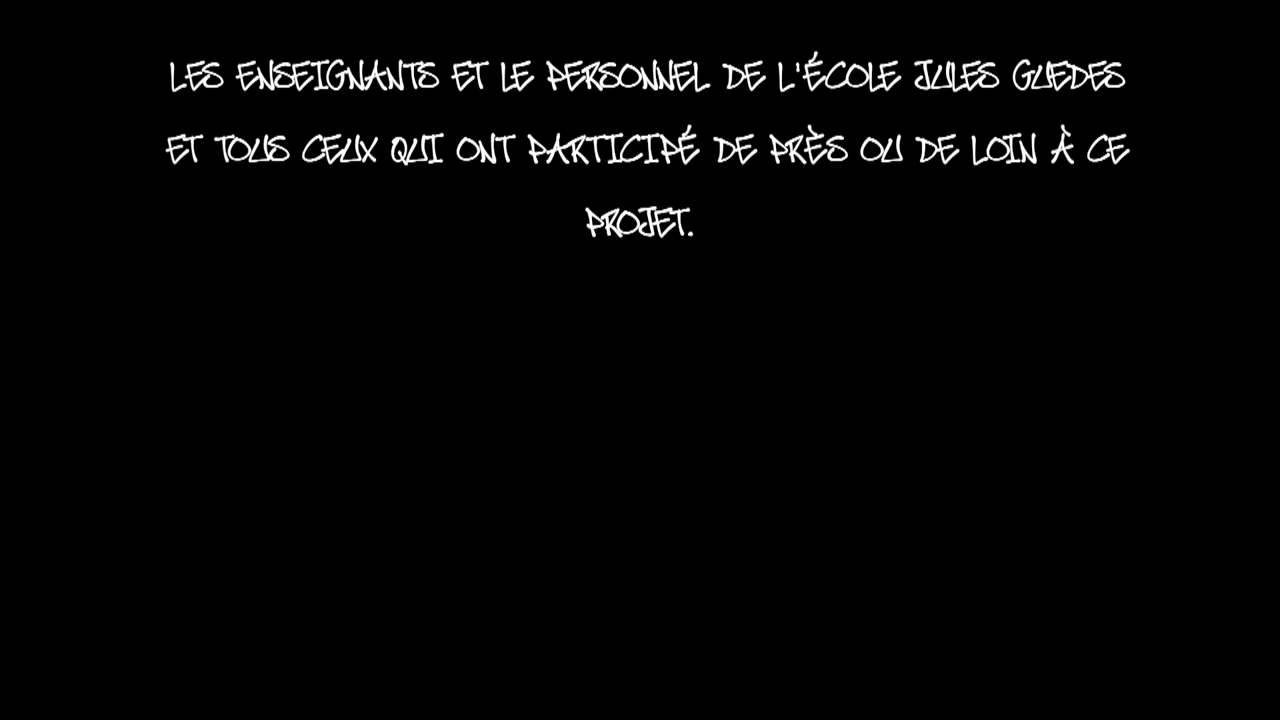 LES ENSEIGNANTS ET LE PERSONNEL DE L'ÉCOLE JULES GUEDES
ET TOUS CEUX QUI ONT PARTICIPÉ DE PRÈS OU DE LOIN À CE
PROJET.